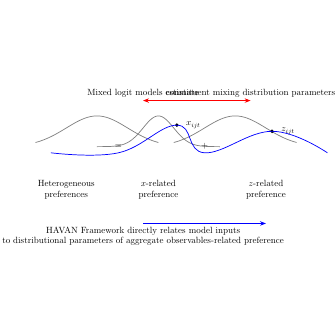 Mixed logit models estimate
constituent mixing distribution parameters
x_{ijt}
z_{ijt}
=
+
Heterogeneous
preferences
x-related
preference
z-related
preference
HAVAN Framework directly relates model inputs
to distributional parameters of aggregate observables-related preference